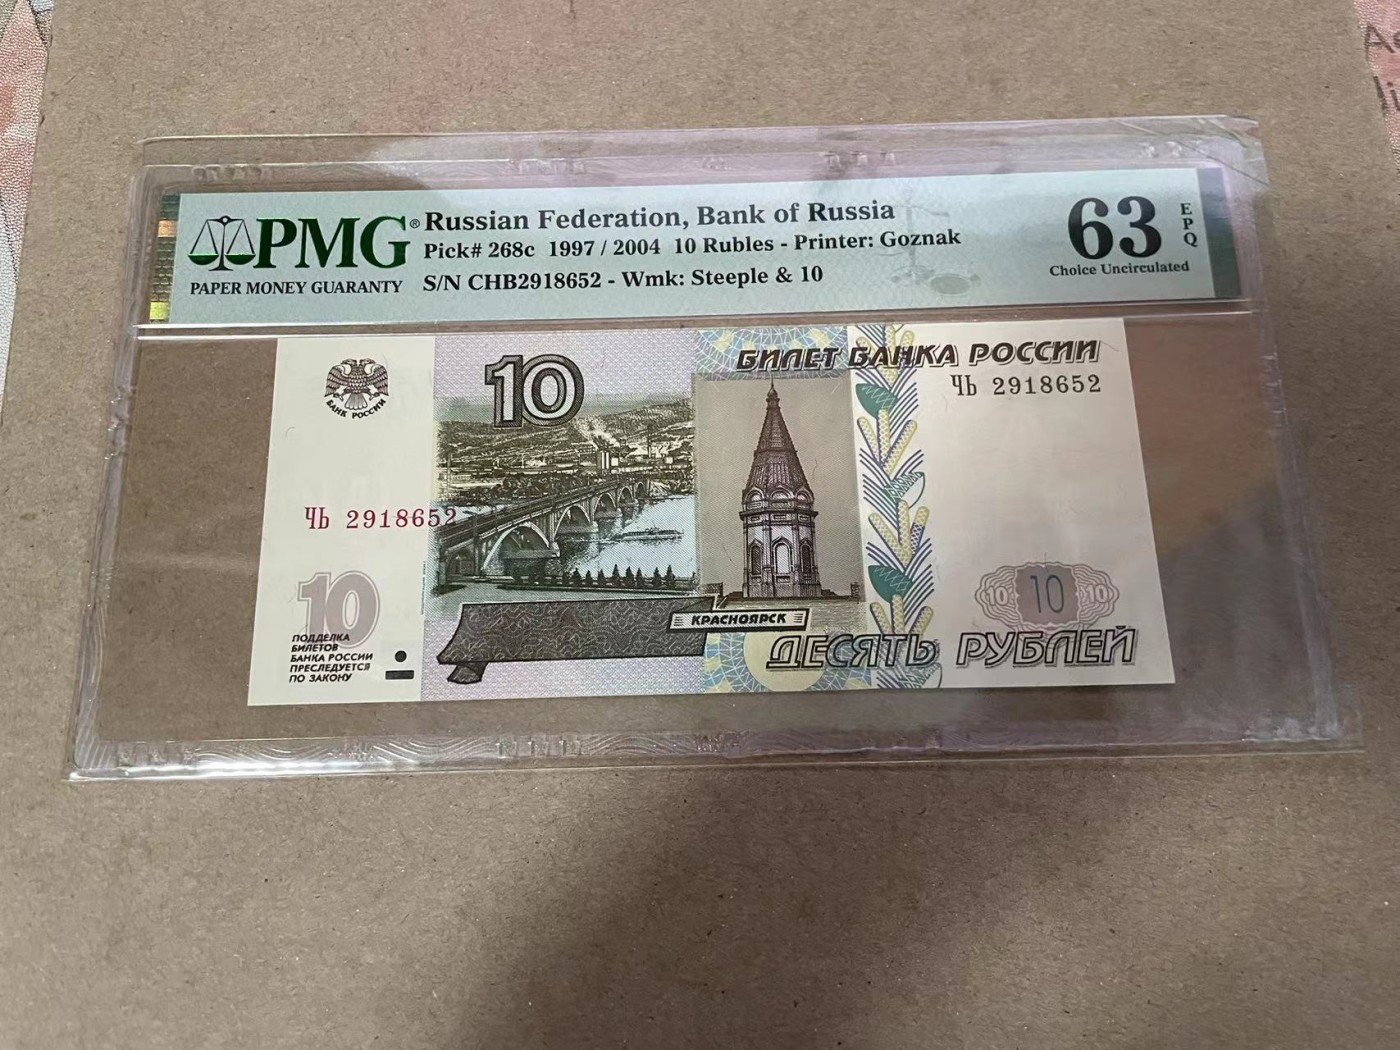 PMG®
PAPER MONEY GUARANTY
Russian Federation, Bank of Russia
Pick# 268c 1997 / 2004 10 Rubles - Printer: Goznak
S/N CHB2918652 - Wmk: Steeple & 10
63
EPQ
Choice Uncirculated
БАНК РОССИИ
10
БИЛЕТ БАНКА РОССИИ
ЧЬ 2918652
ЧЬ 2918652
10
ПОДДЕЛКА
БИЛЕТОВ
БАНКА РОССИИ
ПРЕСЛЕДУЕТСЯ
ПО ЗАКОНУ
КРАСНОЯРСК
10 10 10
ДЕСЯТЬ РУБЛЕЙ